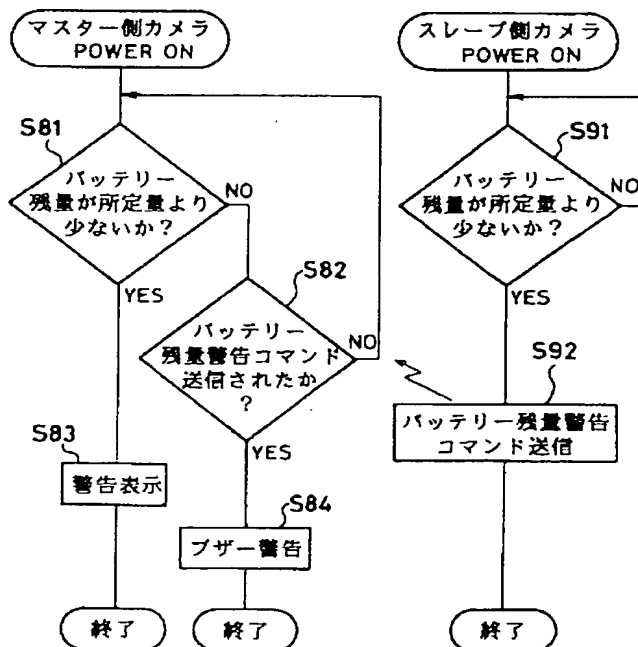 マスター側カメラ
POWER ON
S81
バッテリー
残量が所定量より
少ないか？
NO
YES
S82
バッテリー
残量警告コマンド
送信されたか
？
NO
YES
S83
警告表示
S84
ブザー警告
終了
終了
スレーブ側カメラ
POWER ON
S91
バッテリー
残量が所定量より
少ないか？
NO
YES
S92
バッテリー残量警告
コマンド送信
終了